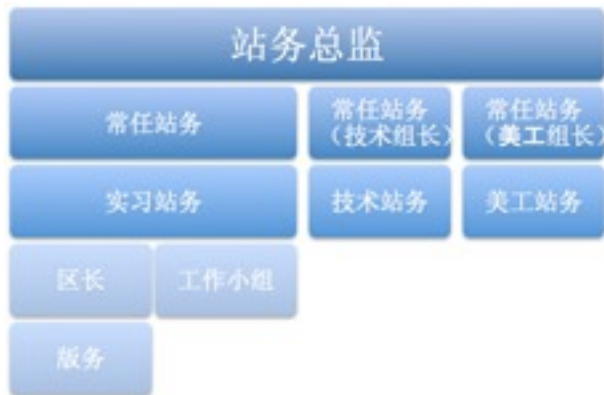 站务总监
常任站务
常任站务
（技术组长）
常任站务
（美工组长）
实习站务
技术站务
美工站务
区长
工作小组
版务